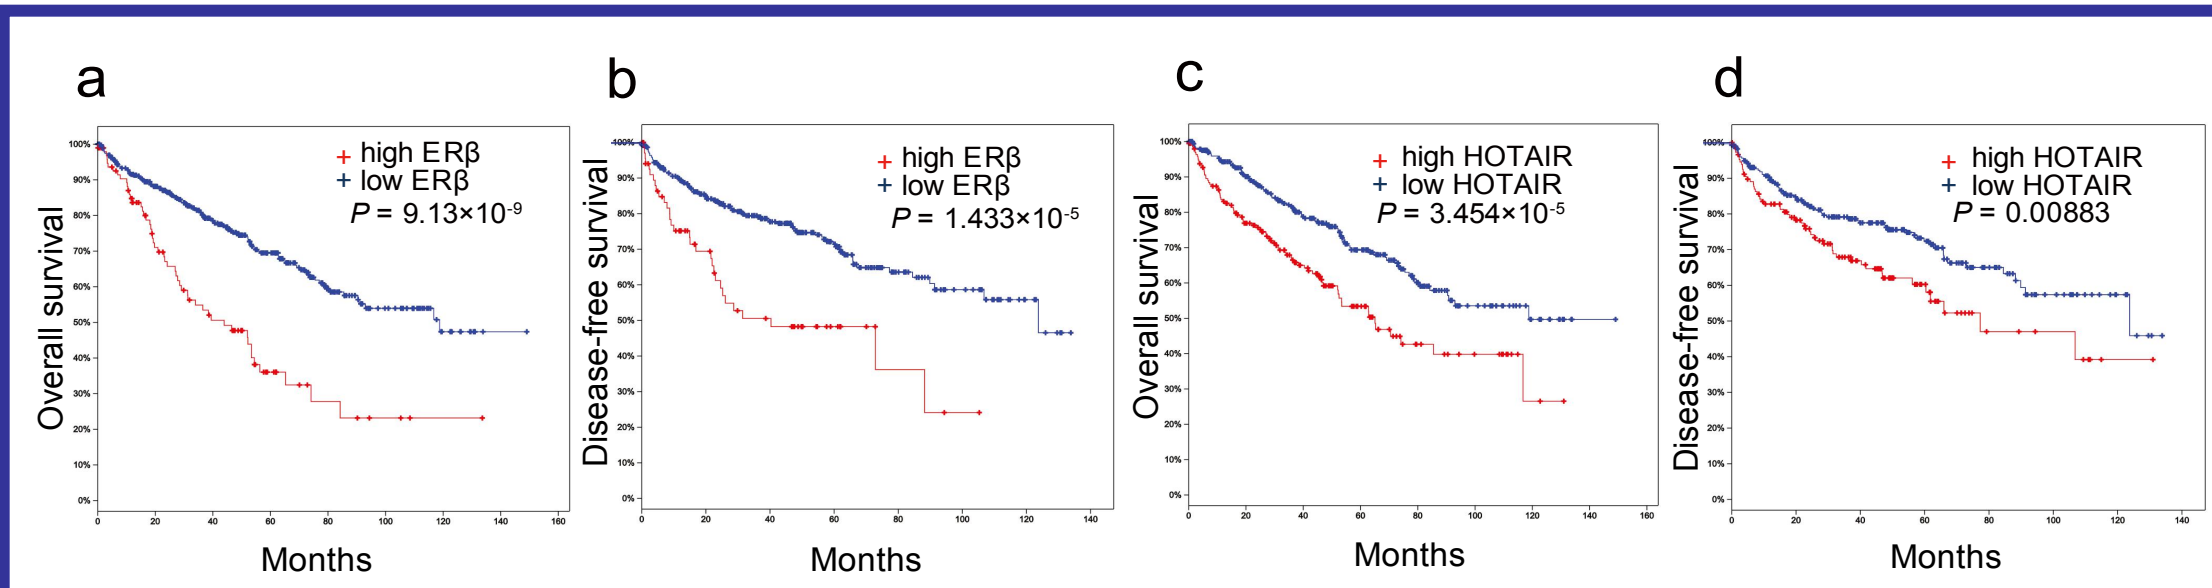 a
high ERβ
low ERβ
P = 9.13×10-9
Overall survival
100%
90%
80%
70%
60%
50%
40%
30%
20%
10%
0%
0 20 40 60 80 100 120 140 160
Months
b
high ERβ
low ERβ
P = 1.433×10-5
Disease-free survival
100%
90%
80%
70%
60%
50%
40%
30%
20%
10%
0%
0 20 40 60 80 100 120 140
Months
c
high HOTAIR
low HOTAIR
P = 3.454×10-5
Overall survival
100%
90%
80%
70%
60%
50%
40%
30%
20%
10%
0%
0 20 40 60 80 100 120 140 160
Months
d
high HOTAIR
low HOTAIR
P = 0.00883
Disease-free survival
100%
90%
80%
70%
60%
50%
40%
30%
20%
10%
0%
0 20 40 60 80 100 120 140
Months